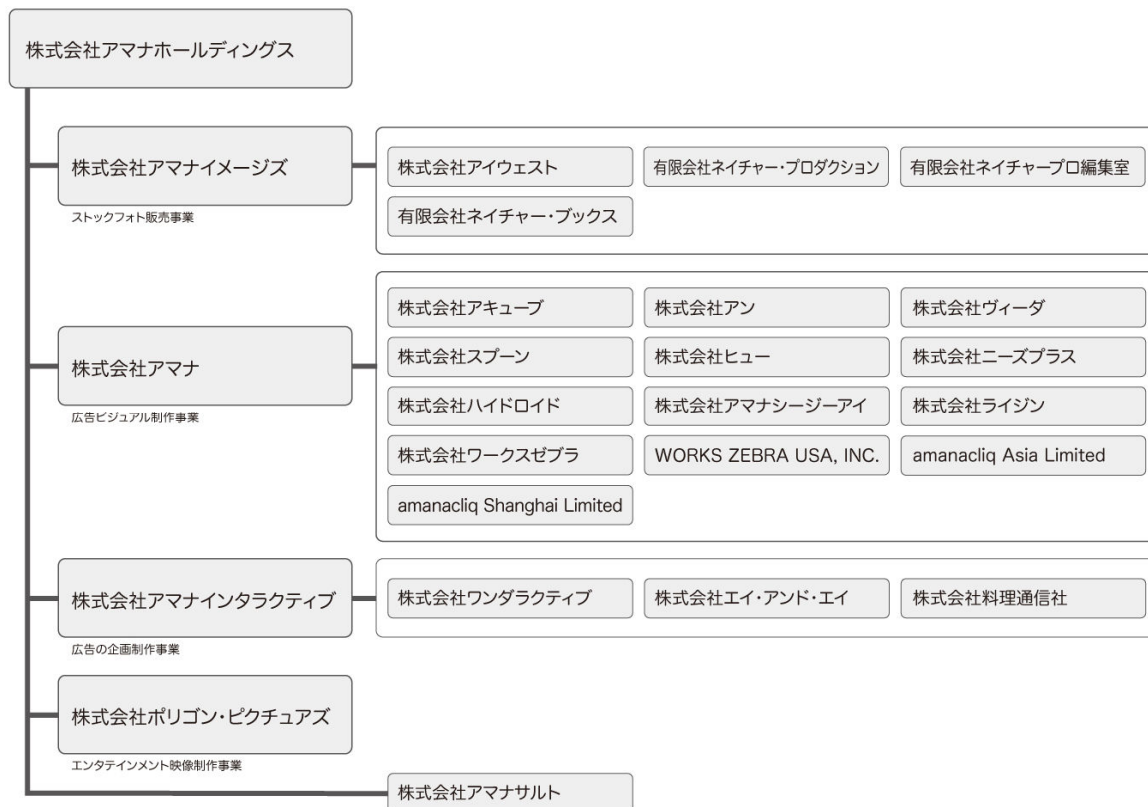 株式会社アマナホールディングス
株式会社アマナイメージズ
ストックフォト販売事業
株式会社アイウェスト
有限会社ネイチャー・プロダクション
有限会社ネイチャープロ編集室
有限会社ネイチャー・ブックス
株式会社アマナ
広告ビジュアル制作事業
株式会社アキューブ
株式会社アン
株式会社ヴィーダ
株式会社スプーン
株式会社ヒュー
株式会社ニーズプラス
株式会社ハイドロイド
株式会社アマナシージーアイ
株式会社ライジン
株式会社ワークスゼブラ
WORKS ZEBRA USA, INC.
amanacliq Asia Limited
amanacliq Shanghai Limited
株式会社アマナインタラクティブ
広告の企画制作事業
株式会社ワンダラクティブ
株式会社エイ・アンド・エイ
株式会社料理通信社
株式会社ポリゴン・ピクチュアズ
エンタテインメント映像制作事業
株式会社アマナサルト